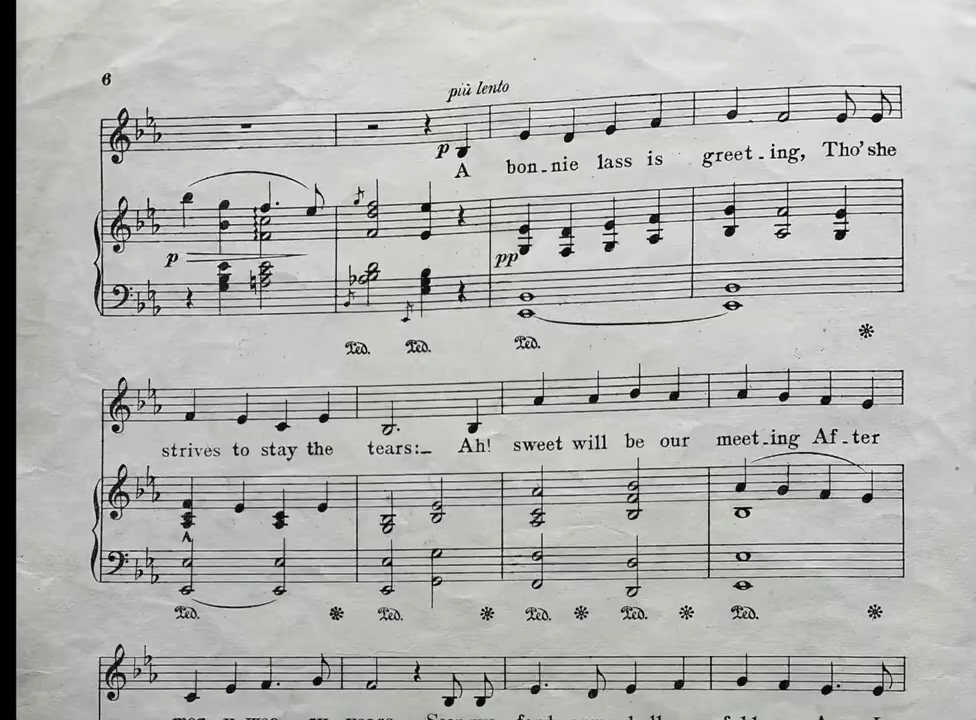 6
più lento
p
A bon-nie lass is greet-ing, Tho' she
p pp
Ped. Ped. Ped.
strives to stay the tears:— Ah! sweet will be our meet-ing Af-ter
Ped. Ped. Ped. Ped. Ped.